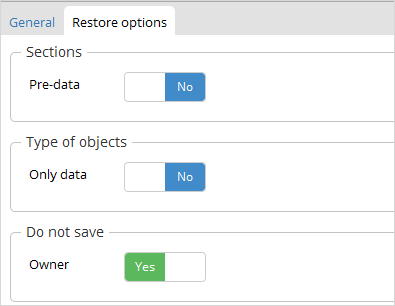 General Restore options
Sections
Pre-data No
Type of objects
Only data No
Do not save
Owner Yes